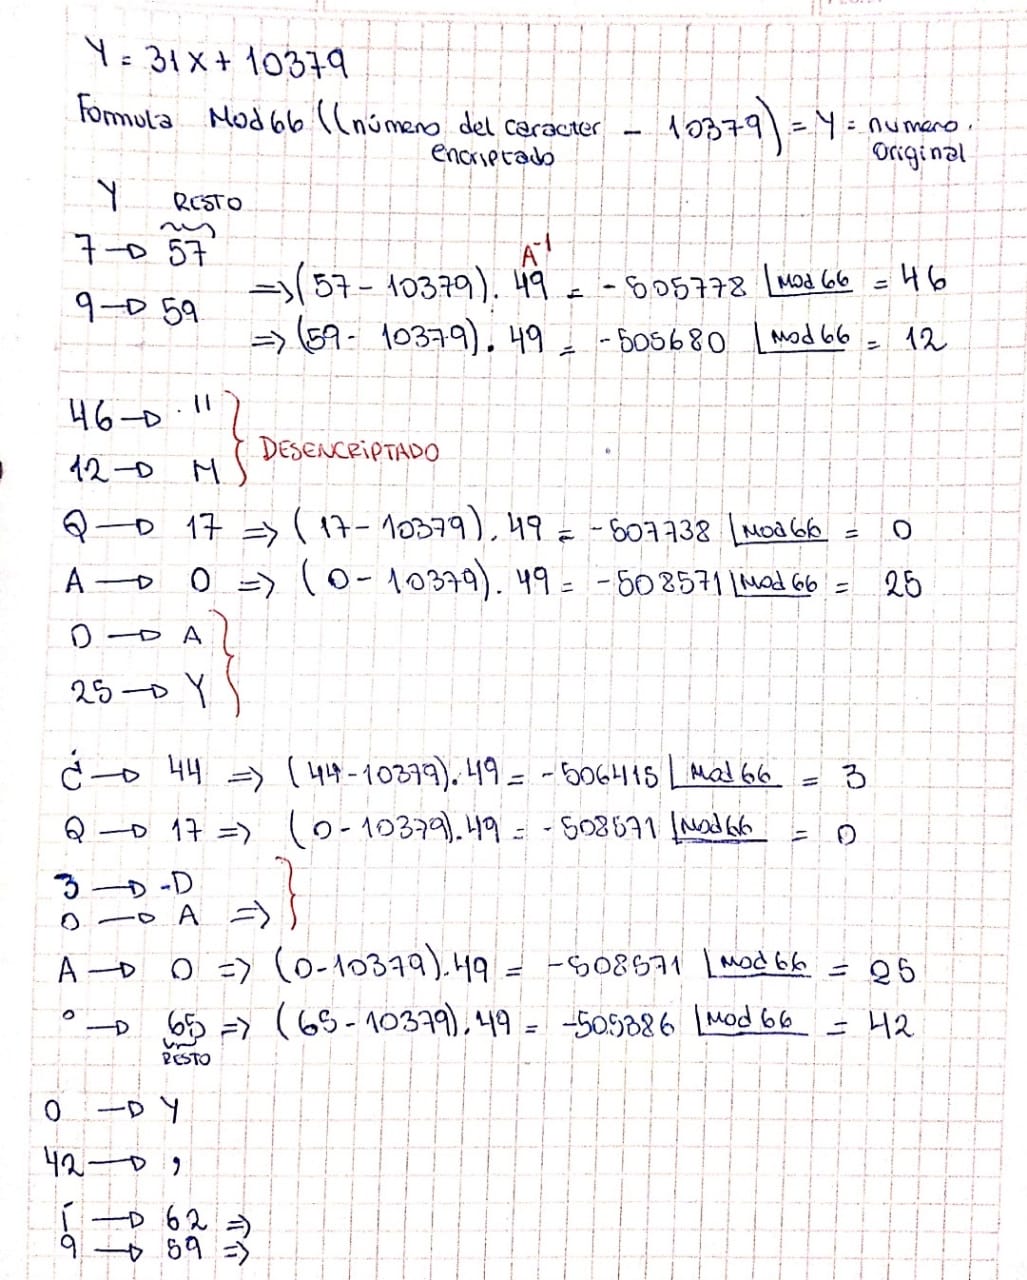 Y = 31x + 10379
Formula Mod 66 ((número del caracter encriptado - 10379) = Y = numero Original
Y RESTO
7 → 57
A⁻¹
⇒ (57 - 10379). 49 = - 505778 | Mod 66 = 46
9 → 59
⇒ (59 - 10379). 49 = -505680 | Mod 66 = 12
46 → "
12 → M
DESENCRIPTADO
Q → 17 ⇒ (17 - 10379). 49 = -507738 | Mod 66 = 0
A → 0 ⇒ (0 - 10379). 49 = -508571 | Mod 66 = 25
0 → A
25 → Y
¿ → 44 ⇒ (44-10379). 49 = -506415 | Mod 66 = 3
Q → 17 ⇒ (0 - 10379). 49 = -508571 | Mod 66 = 0
3 → D
0 → A ⇒
A → 0 ⇒ (0-10379). 49 = -508571 | Mod 66 = 25
° → 65 ⇒ (65 - 10379). 49 = -505386 | Mod 66 = 42
RESTO
0 → Y
42 → ,
Í → 62 ⇒
9 → 59 ⇒